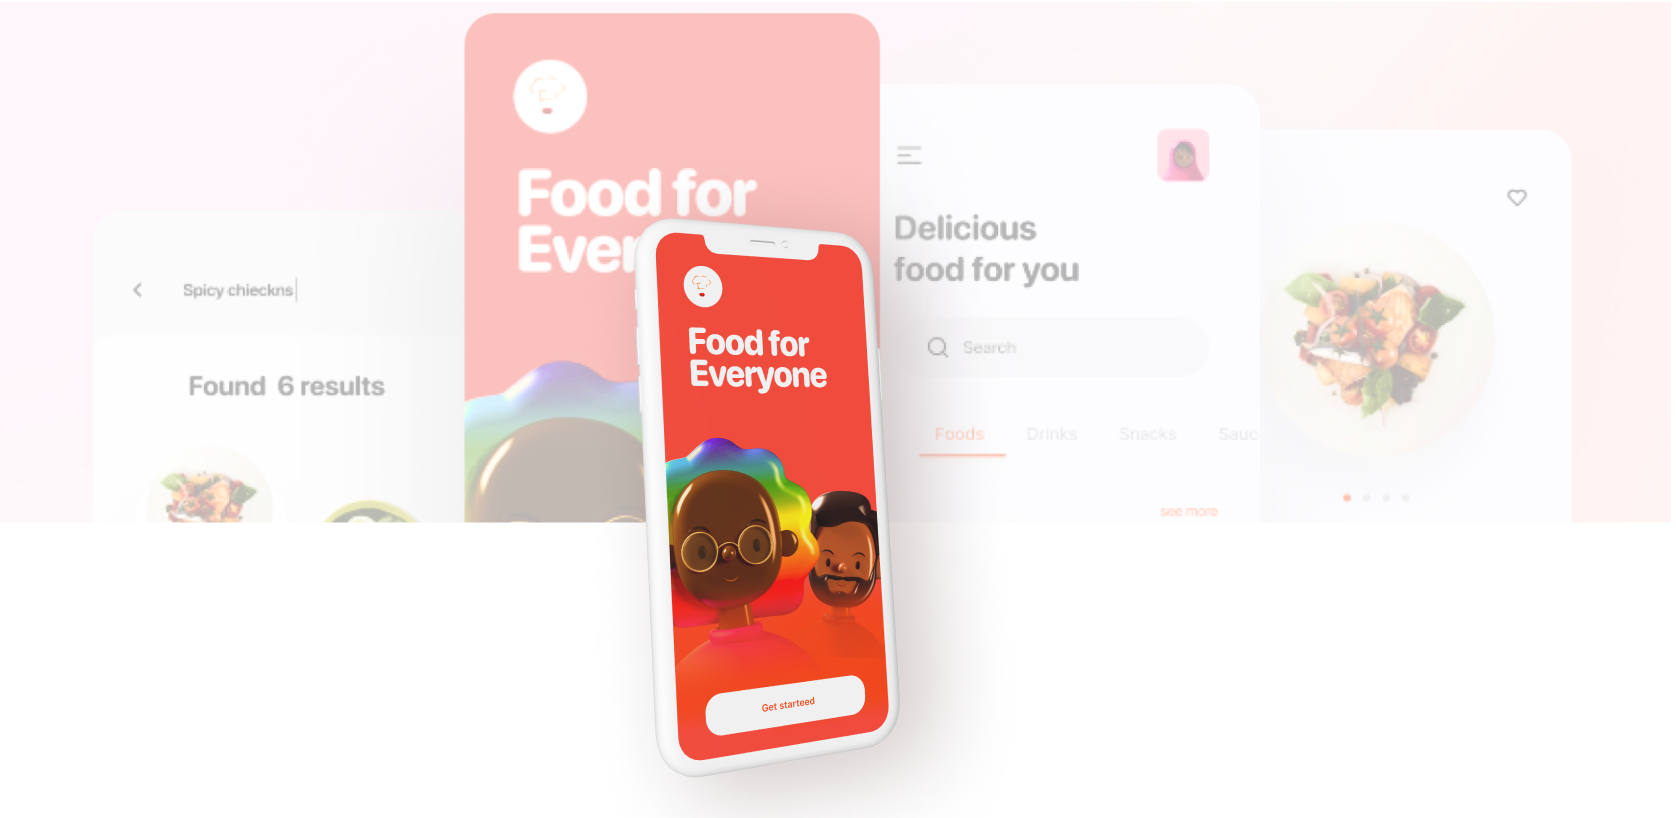 Spicy chieckns
Found 6 results
Food for
Ever
Food for
Everyone
Get starteed
Delicious
food for you
Search
Foods Drinks Snacks Sauc
see more